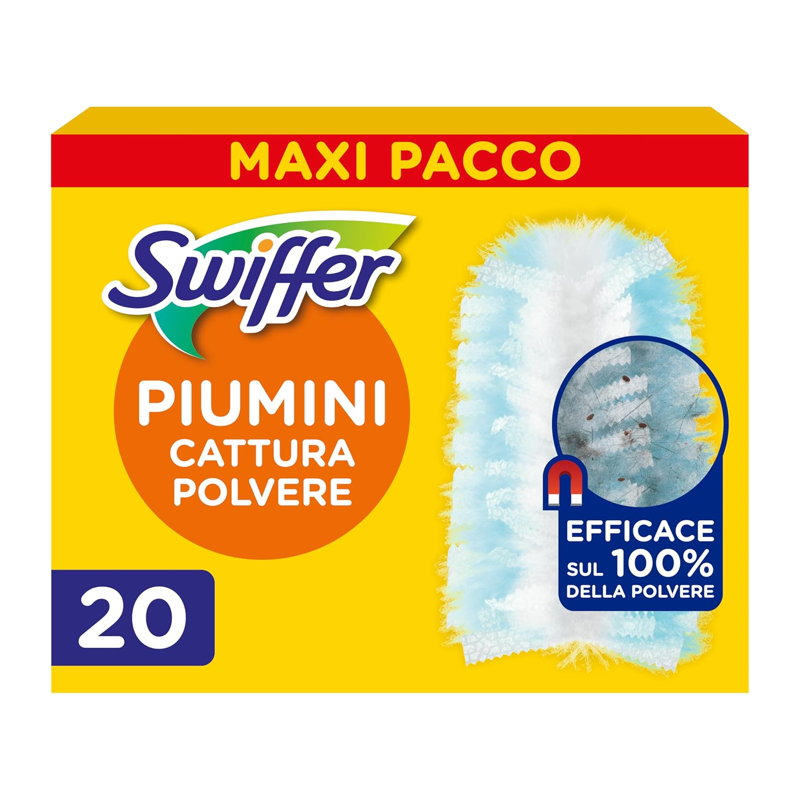 MAXI PACCO
Swiffer
PIUMINI
CATTURA
POLVERE
EFFICACE
SUL 100%
DELLA POLVERE
20